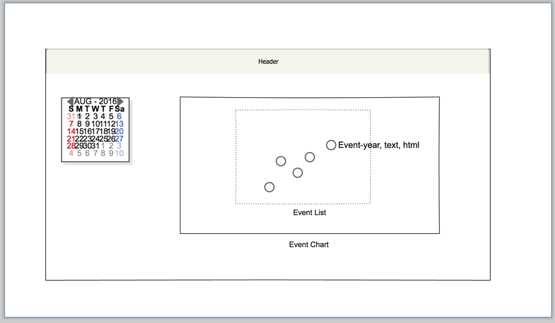 Header
AUG - 2016
S M T W T F Sa
31 1 2 3 4 5 6
7 8 9 10 11 12 13
14 15 16 17 18 19 20
21 22 23 24 25 26 27
28 29 30 31 1 2 3
4 5 6 7 8 9 10
Event-year, text, html
Event List
Event Chart